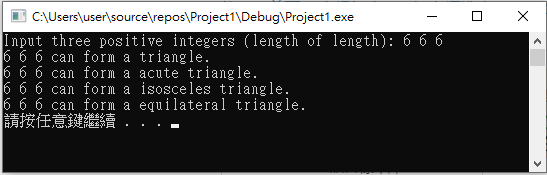 C:\Users\user\source\repos\Project1\Debug\Project1.exe
Input three positive integers (length of length): 6 6 6
6 6 6 can form a triangle.
6 6 6 can form a acute triangle.
6 6 6 can form a isosceles triangle.
6 6 6 can form a equilateral triangle.
請按任意鍵繼續 . . .